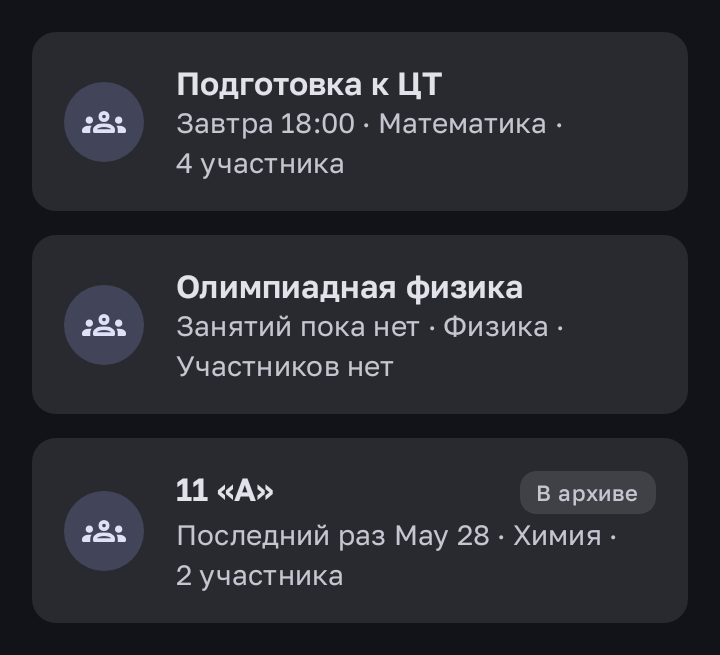 Подготовка к ЦТ
Завтра 18:00 · Математика ·
4 участника
Олимпиадная физика
Занятий пока нет · Физика ·
Участников нет
11 «А»
В архиве
Последний раз May 28 · Химия ·
2 участника